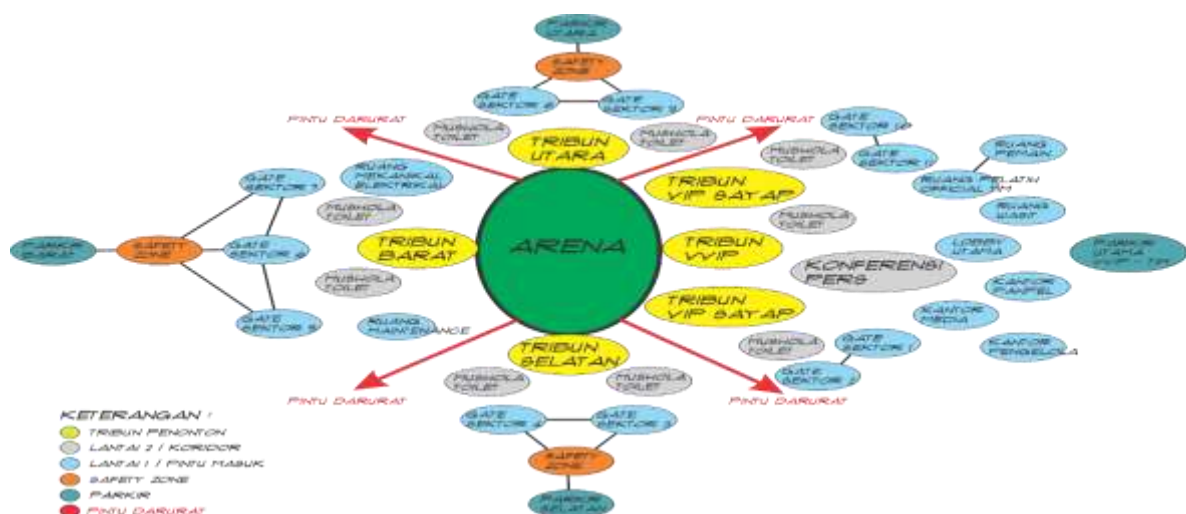 PARKIR
UTARA
SAFETY
ZONE
GATE
SEKTOR 8
GATE
SEKTOR 9
PINTU DARURAT
PINTU DARURAT
MUSHOLA
TOILET
MUSHOLA
TOILET
TRIBUN
UTARA
GATE
SEKTOR 10
GATE
SEKTOR 11
MUSHOLA
TOILET
RUANG
PEMAIN
RUANG PELATIH
OFFICIAL TIM
RUANG
WASIT
RUANG
MEKANIKAL
ELEKTRIKAL
GATE
SEKTOR 7
MUSHOLA
TOILET
TRIBUN
VIP SAYAP
MUSHOLA
TOILET
PARKIR
BARAT
SAFETY
ZONE
GATE
SEKTOR 6
TRIBUN
BARAT
ARENA
TRIBUN
VVIP
LOBBY
UTAMA
PARKIR
UTAMA
KONFERENSI
PERS
MUSHOLA
TOILET
KANTOR
PANPEL
TRIBUN
VIP SAYAP
KANTOR
MEDIA
GATE
SEKTOR 5
RUANG
MAINTENANCE
TRIBUN
SELATAN
MUSHOLA
TOILET
GATE
SEKTOR 1
KANTOR
PENGELOLA
GATE
SEKTOR 2
MUSHOLA
TOILET
MUSHOLA
TOILET
PINTU DARURAT
PINTU DARURAT
GATE
SEKTOR 4
GATE
SEKTOR 3
SAFETY
ZONE
PARKIR
SELATAN
KETERANGAN :
TRIBUN PENONTON
LANTAI 2 / KORIDOR
LANTAI 1 / PINTU MASUK
SAFETY ZONE
PARKIR
PINTU DARURAT